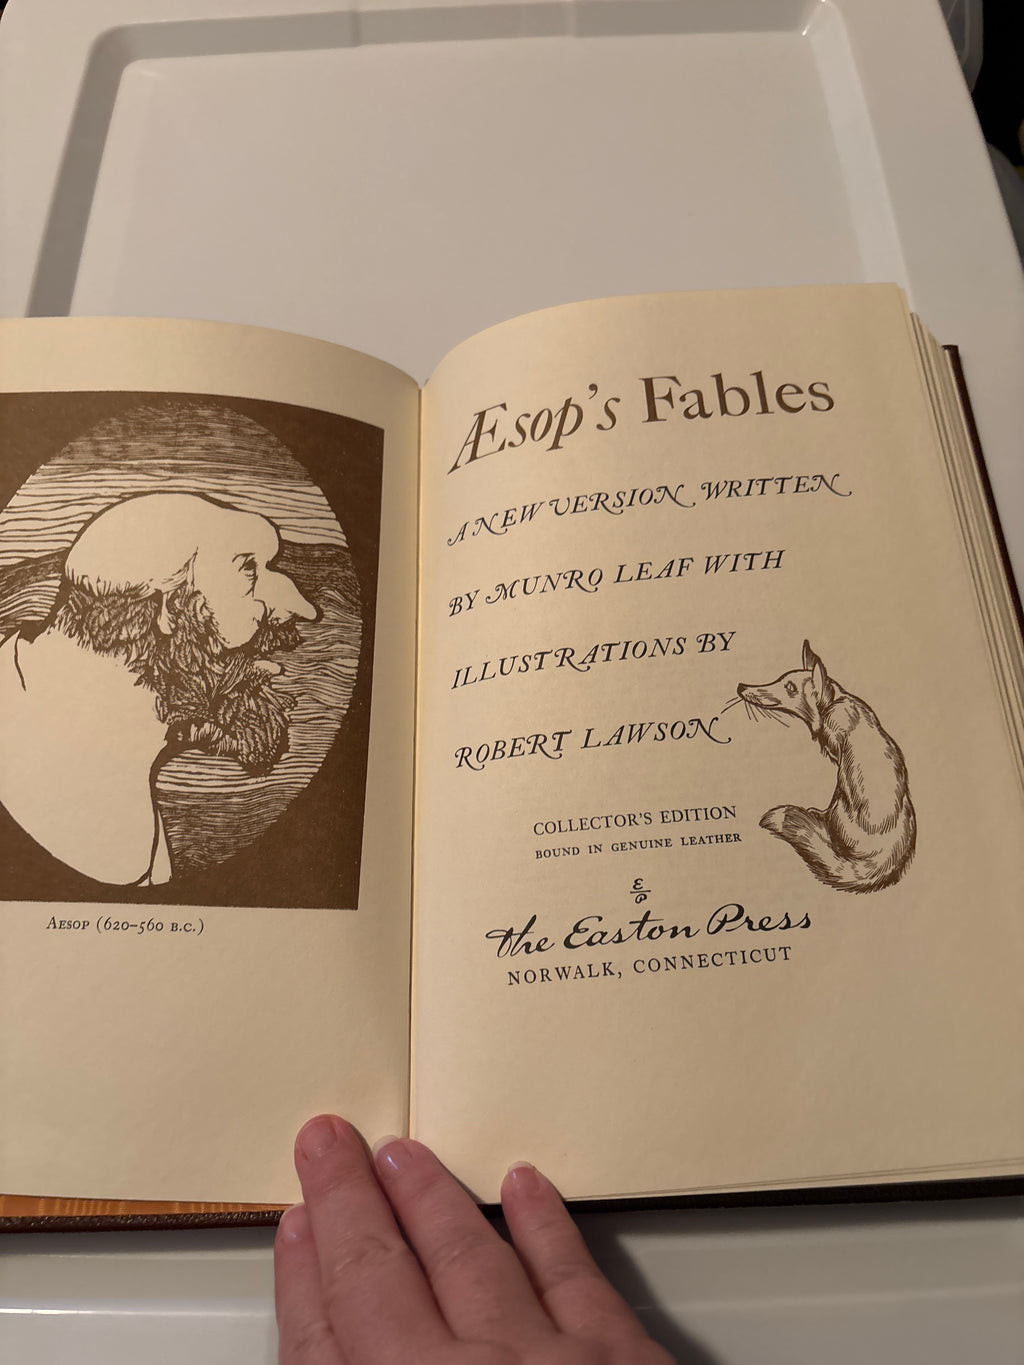 Æsop's Fables
A NEW VERSION WRITTEN
BY MUNRO LEAF WITH
ILLUSTRATIONS BY
ROBERT LAWSON
COLLECTOR'S EDITION
BOUND IN GENUINE LEATHER
E
P
The Easton Press
NORWALK, CONNECTICUT
AESOP (620–560 B.C.)